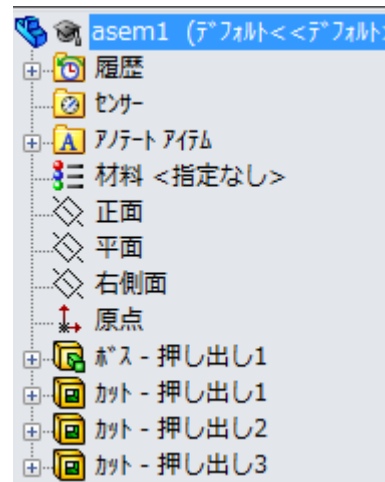 asem1 (ﾃﾞﾌｫﾙﾄ<<ﾃﾞﾌｫﾙﾄ
履歴
ｾﾝｻｰ
A ｱﾉﾃｰﾄ ｱｲﾃﾑ
材料 <指定なし>
正面
平面
右側面
原点
ﾎﾞｽ - 押し出し1
ｶｯﾄ - 押し出し1
ｶｯﾄ - 押し出し2
ｶｯﾄ - 押し出し3